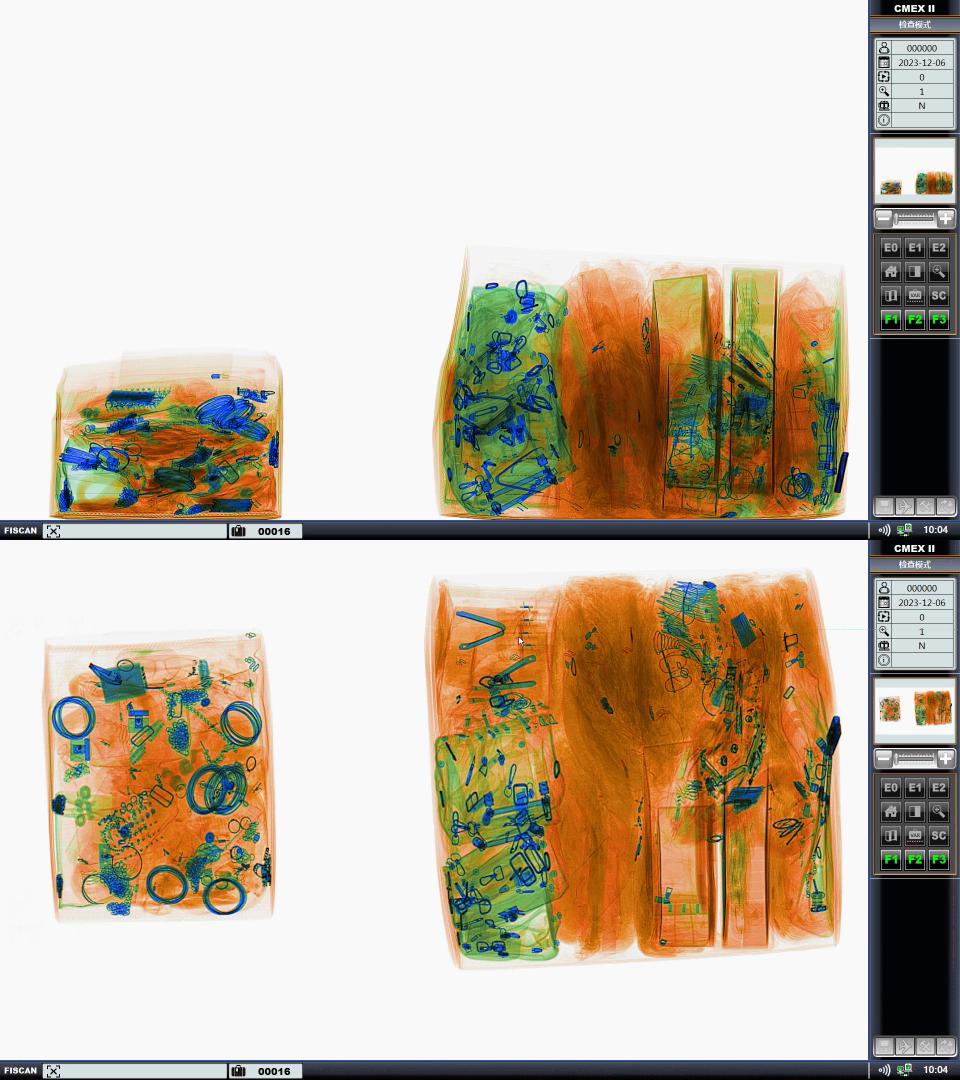 CMEX II
检查模式
000000
2023-12-06
0
1
N
E0 E1 E2
VAR SC
F1 F2 F3
FISCAN 00016 10:04
CMEX II
检查模式
000000
2023-12-06
0
1
N
E0 E1 E2
VAR SC
F1 F2 F3
FISCAN 00016 10:04